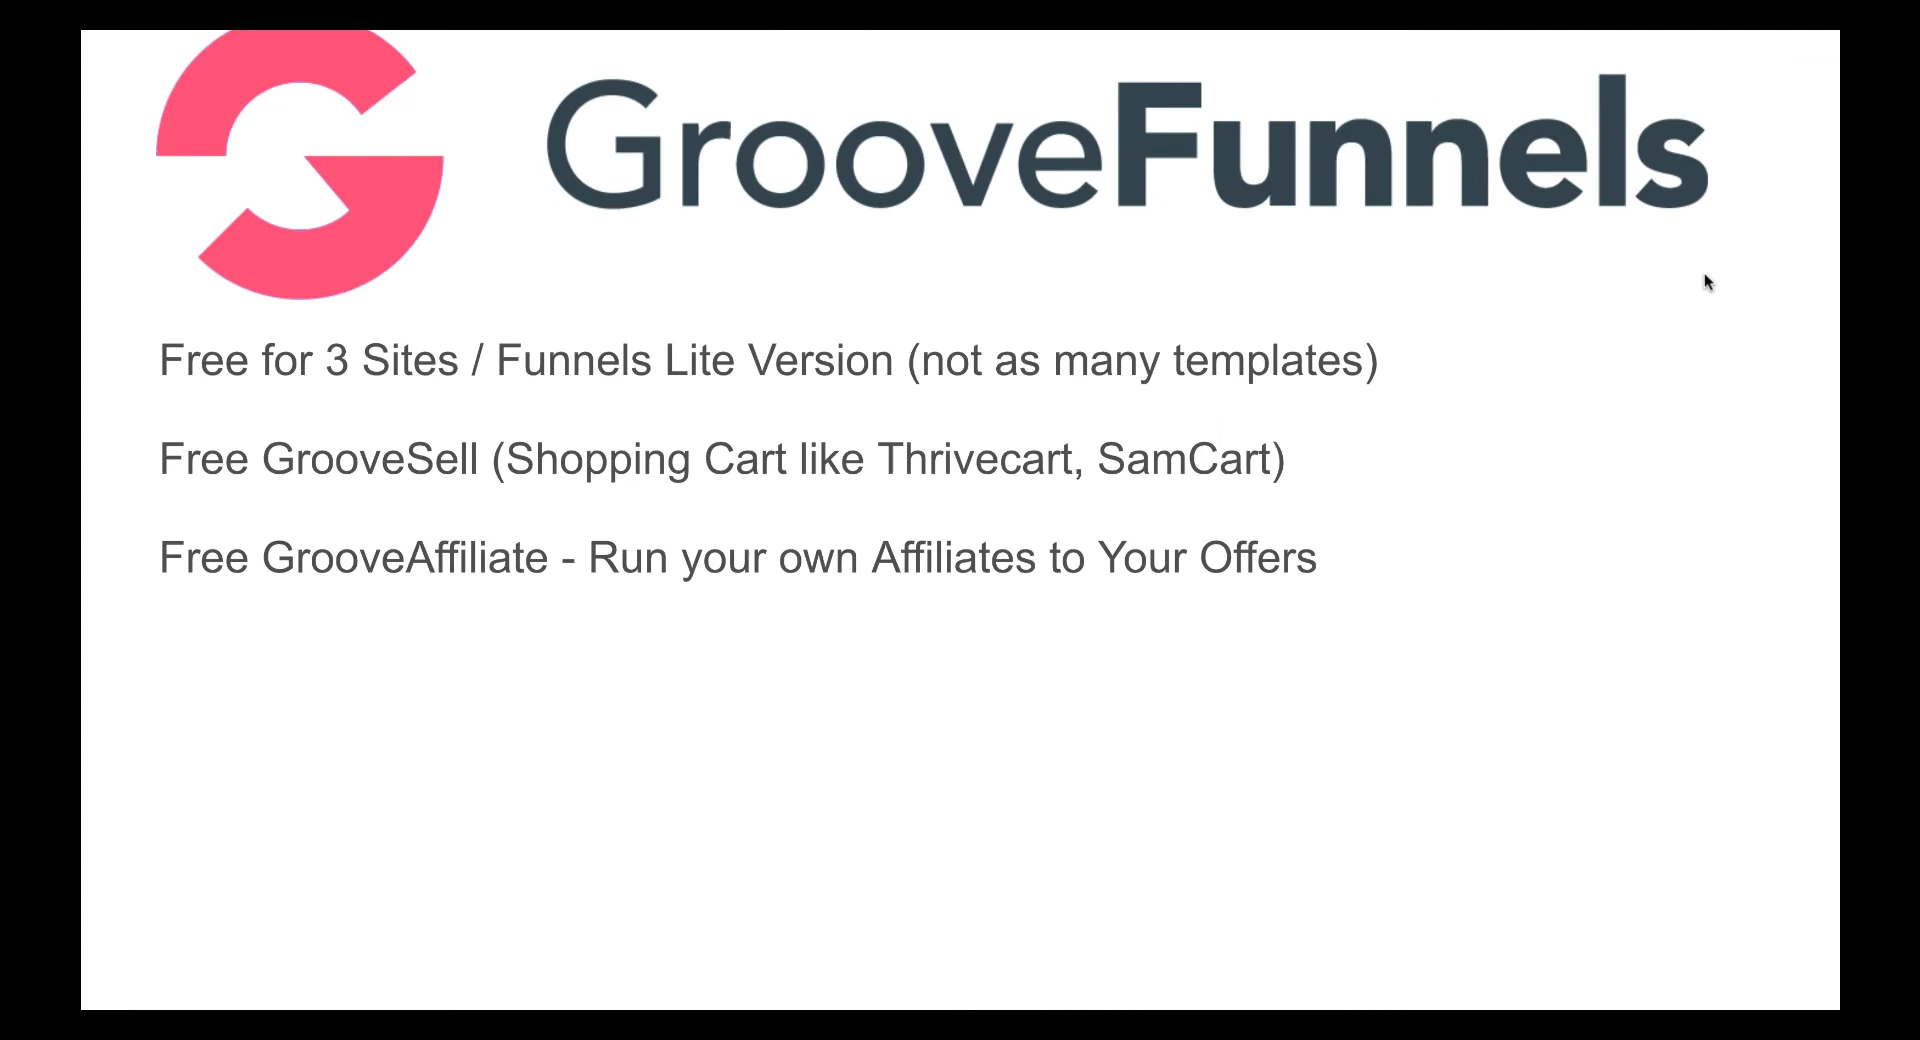 GrooveFunnels
Free for 3 Sites / Funnels Lite Version (not as many templates)
Free GrooveSell (Shopping Cart like Thrivecart, SamCart)
Free GrooveAffiliate - Run your own Affiliates to Your Offers